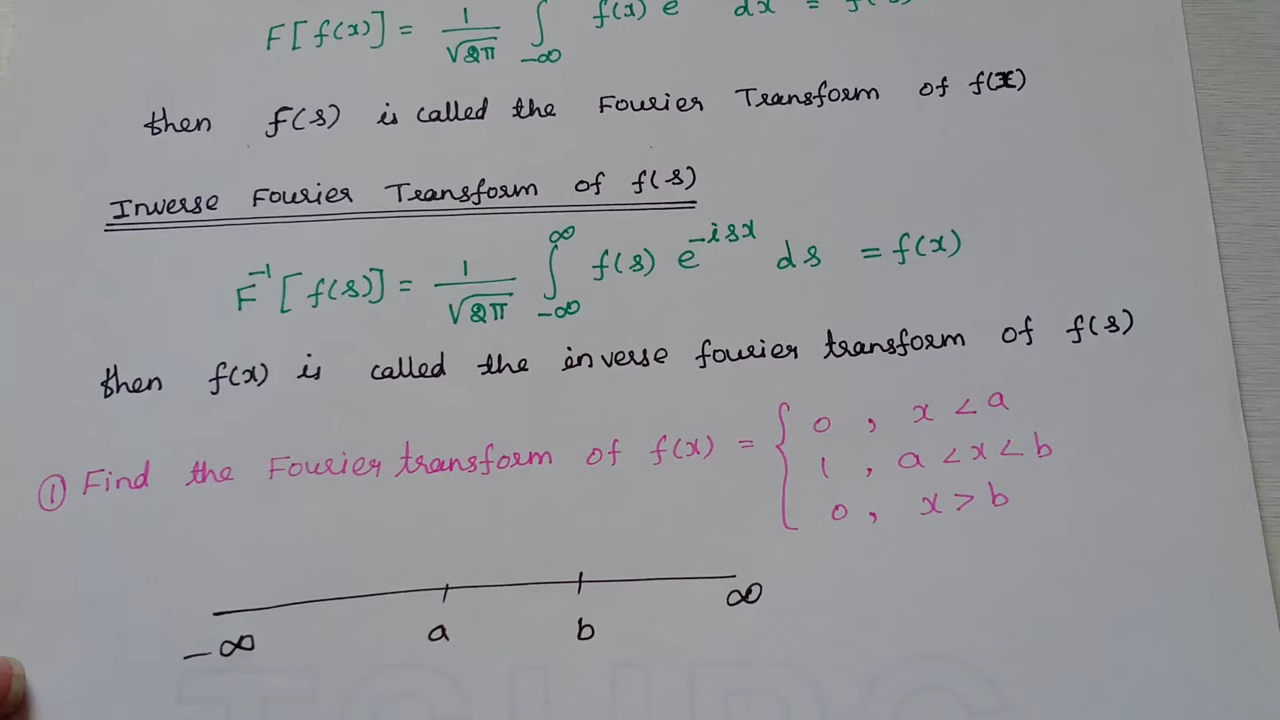 F[f(x)] = 1/√2π ∫ -∞ f(x) e dx =
then f(s) is called the Fourier Transform of f(x)
Inverse Fourier Transform of f(s)
F⁻¹[f(s)] = 1/√2π ∫ -∞ ∞ f(s) e^-isx ds = f(x)
then f(x) is called the inverse fourier transform of f(s)
① Find the Fourier transform of f(x) = { 0 , x < a
1 , a < x < b
0 , x > b
-∞ a b ∞